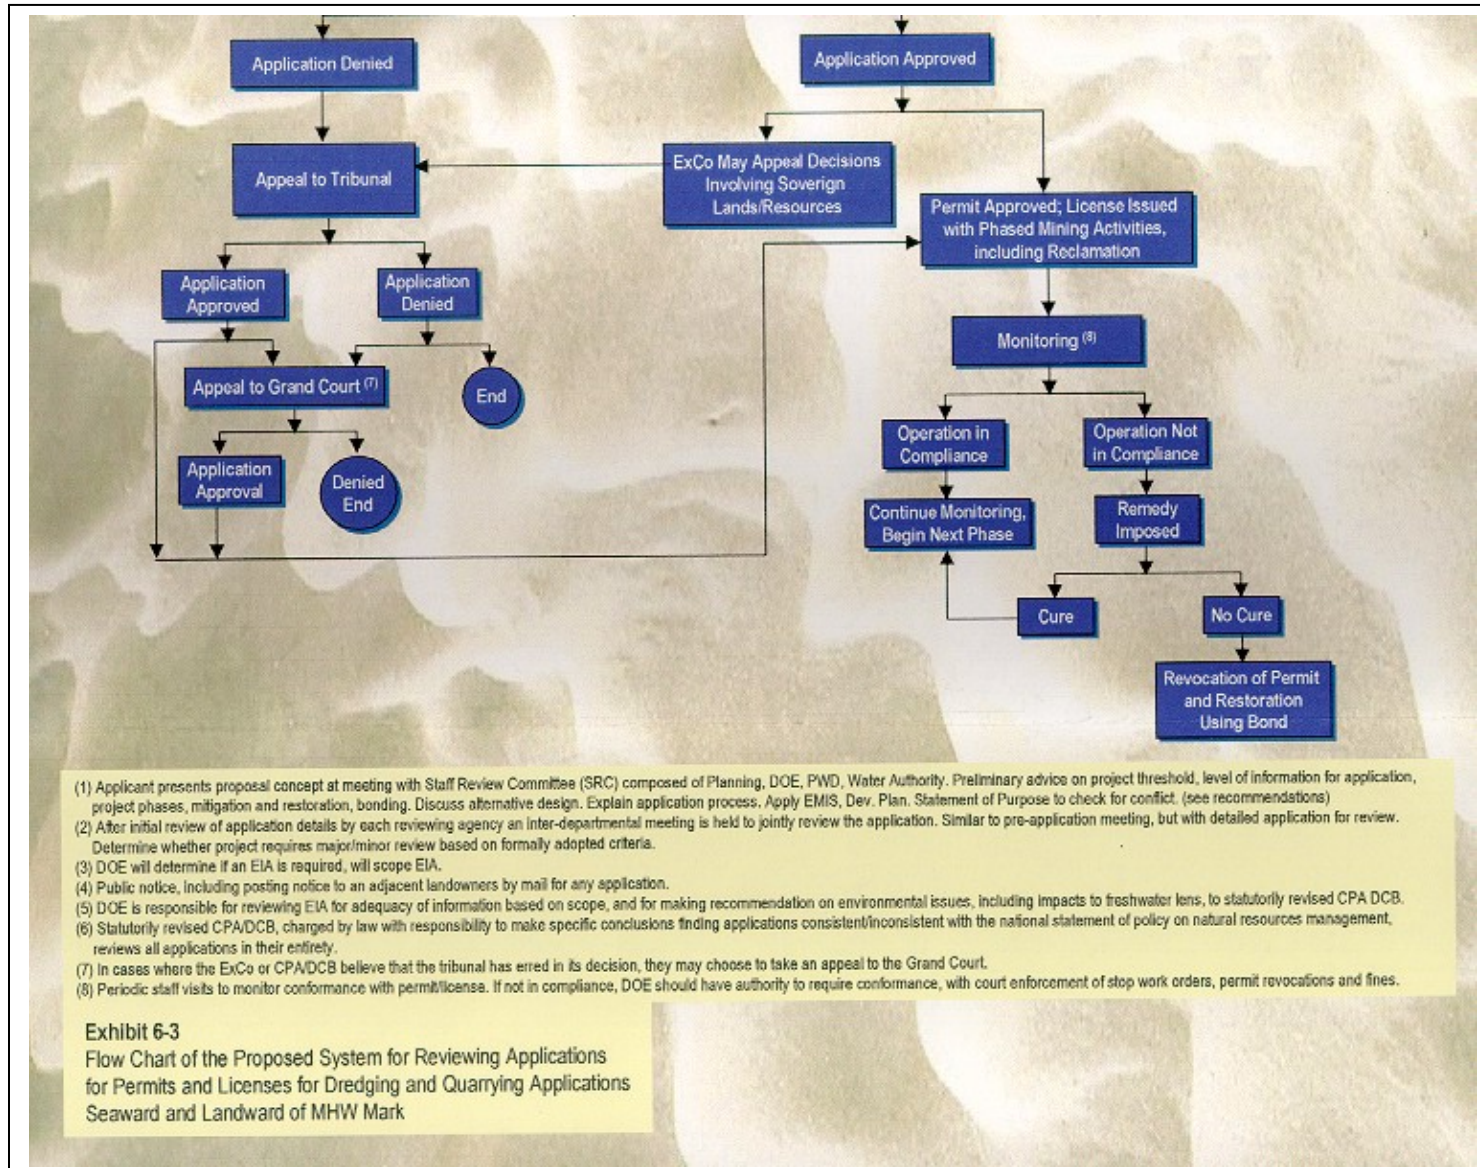 Application Denied
Application Approved
Appeal to Tribunal
ExCo May Appeal Decisions
Involving Soverign
Lands/Resources
Permit Approved; License Issued
with Phased Mining Activities,
including Reclamation
Application
Approved
Application
Denied
Monitoring (8)
Appeal to Grand Court (7)
End
Operation in
Compliance
Operation Not
in Compliance
Application
Approval
Denied
End
Continue Monitoring,
Begin Next Phase
Remedy
Imposed
Cure
No Cure
Revocation of Permit
and Restoration
Using Bond
(1) Applicant presents proposal concept at meeting with Staff Review Committee (SRC) composed of Planning, DOE, PWD, Water Authority. Preliminary advice on project threshold, level of information for application,
project phases, mitigation and restoration, bonding. Discuss alternative design. Explain application process. Apply EMIS, Dev. Plan. Statement of Purpose to check for conflict. (see recommendations)
(2) After initial review of application details by each reviewing agency an inter-departmental meeting is held to jointly review the application. Similar to pre-application meeting, but with detailed application for review.
Determine whether project requires major/minor review based on formally adopted criteria.
(3) DOE will determine if an EIA is required, will scope EIA.
(4) Public notice, including posting notice to an adjacent landowners by mail for any application.
(5) DOE is responsible for reviewing EIA for adequacy of information based on scope, and for making recommendation on environmental issues, including impacts to freshwater lens, to statutorily revised CPA DCB.
(6) Statutorily revised CPA/DCB, charged by law with responsibility to make specific conclusions finding applications consistent/inconsistent with the national statement of policy on natural resources management,
reviews all applications in their entirety.
(7) In cases where the ExCo or CPA/DCB believe that the tribunal has erred in its decision, they may choose to take an appeal to the Grand Court.
(8) Periodic staff visits to monitor conformance with permit/license. If not in compliance, DOE should have authority to require conformance, with court enforcement of stop work orders, permit revocations and fines.
Exhibit 6-3
Flow Chart of the Proposed System for Reviewing Applications
for Permits and Licenses for Dredging and Quarrying Applications
Seaward and Landward of MHW Mark